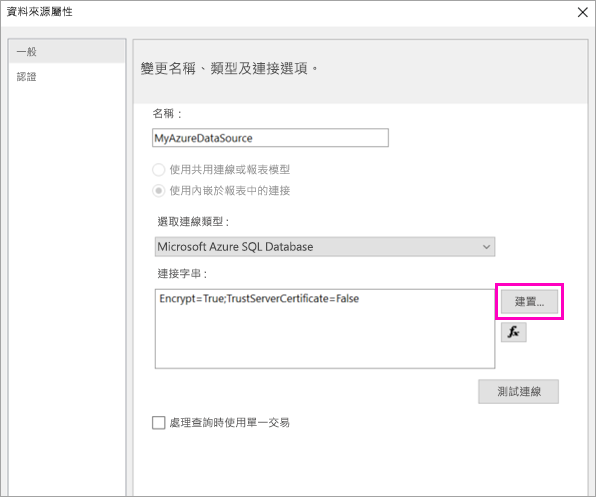 資料來源屬性
一般
認證
變更名稱、類型及連接選項。
名稱：
MyAzureDataSource
使用共用連線或報表模型
使用內嵌於報表中的連接
選取連線類型：
Microsoft Azure SQL Database
連接字串：
Encrypt=True;TrustServerCertificate=False
建置...
fx
測試連線
處理查詢時使用單一交易